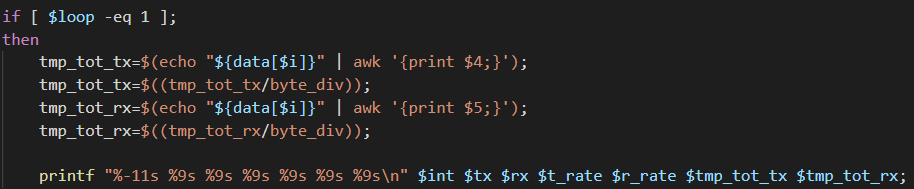 if [ $loop -eq 1 ];
then
tmp_tot_tx=$(echo "${data[$i]}" | awk '{print $4;}');
tmp_tot_tx=$((tmp_tot_tx/byte_div));
tmp_tot_rx=$(echo "${data[$i]}" | awk '{print $5;}');
tmp_tot_rx=$((tmp_tot_rx/byte_div));
printf "%-11s %9s %9s %9s %9s %9s %9s\n" $int $tx $rx $t_rate $r_rate $tmp_tot_tx $tmp_tot_rx;